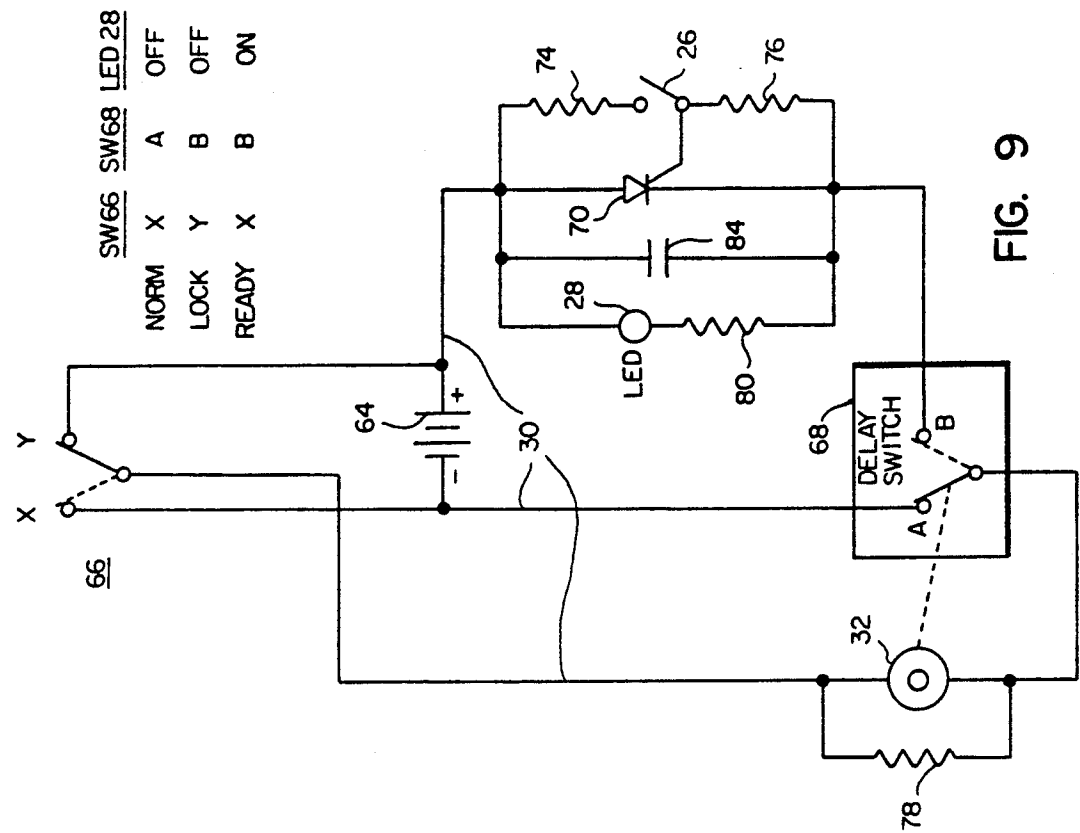 SW66 SW68 LED 28
NORM X A OFF
LOCK Y B OFF
READY X B ON
X Y
66
64
- +
30
74
26
76
70
84
28
LED
80
68
DELAY
SWITCH
A B
32
78
FIG. 9